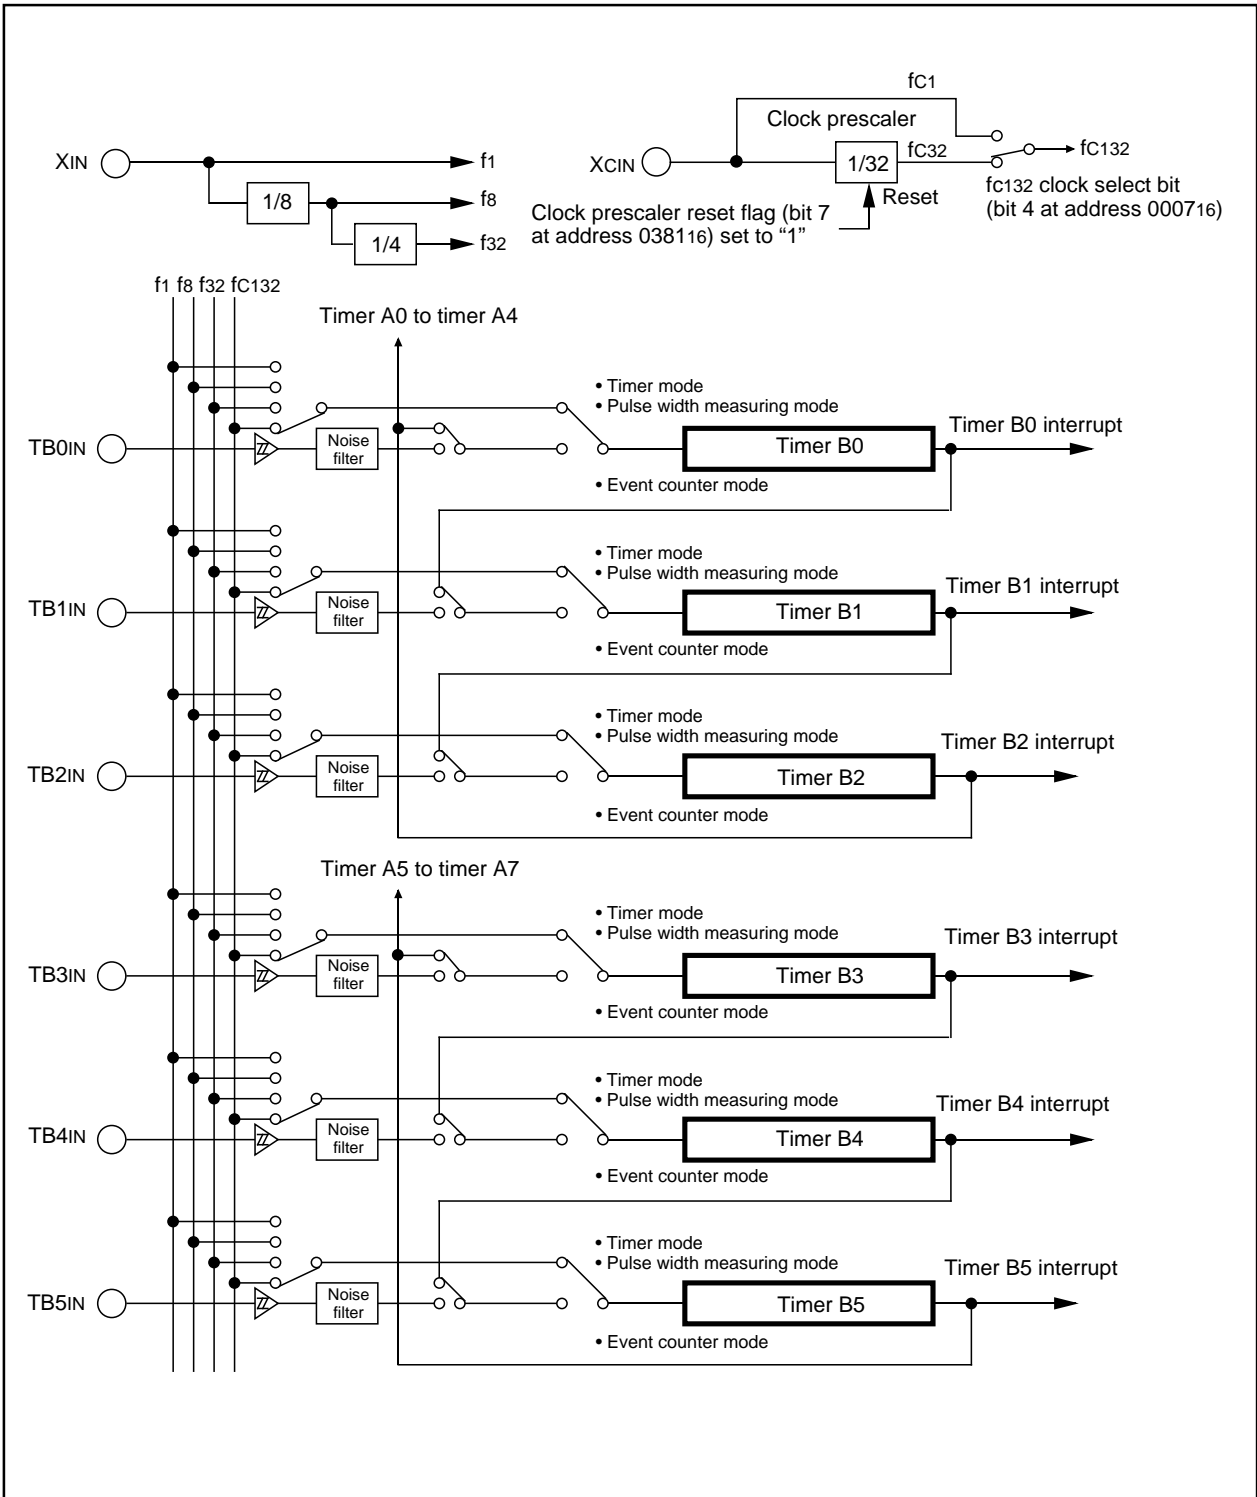 fC1
Clock prescaler
XIN
f1
XCIN
1/32
fC32
fC132
1/8
f8
Reset
fC132 clock select bit
(bit 4 at address 000716)
Clock prescaler reset flag (bit 7
at address 038116) set to “1”
1/4
f32
f1 f8 f32 fC132
Timer A0 to timer A4
• Timer mode
• Pulse width measuring mode
TB0IN
Noise
filter
Timer B0
Timer B0 interrupt
• Event counter mode
• Timer mode
• Pulse width measuring mode
TB1IN
Noise
filter
Timer B1
Timer B1 interrupt
• Event counter mode
• Timer mode
• Pulse width measuring mode
TB2IN
Noise
filter
Timer B2
Timer B2 interrupt
• Event counter mode
Timer A5 to timer A7
• Timer mode
• Pulse width measuring mode
TB3IN
Noise
filter
Timer B3
Timer B3 interrupt
• Event counter mode
• Timer mode
• Pulse width measuring mode
TB4IN
Noise
filter
Timer B4
Timer B4 interrupt
• Event counter mode
• Timer mode
• Pulse width measuring mode
TB5IN
Noise
filter
Timer B5
Timer B5 interrupt
• Event counter mode